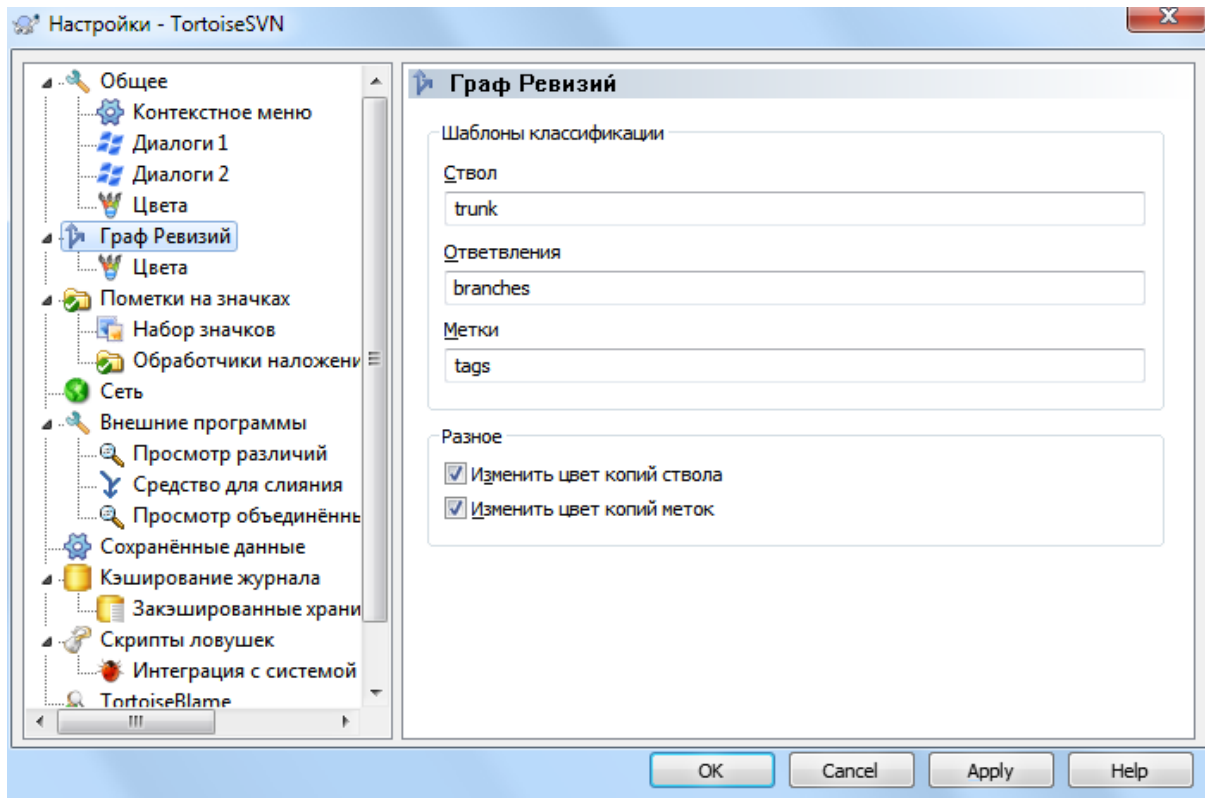 Настройки - TortoiseSVN
Общее
Контекстное меню
Диалоги 1
Диалоги 2
Цвета
Граф Ревизий
Цвета
Пометки на значках
Набор значков
Обработчики наложени
Сеть
Внешние программы
Просмотр различий
Средство для слияния
Просмотр объединённь
Сохранённые данные
Кэширование журнала
Закэшированные храни
Скрипты ловушек
Интеграция с системой
TortoiseBlame
Граф Ревизий
Шаблоны классификации
Ствол
trunk
Ответвления
branches
Метки
tags
Разное
Изменить цвет копий ствола
Изменить цвет копий меток
OK
Cancel
Apply
Help